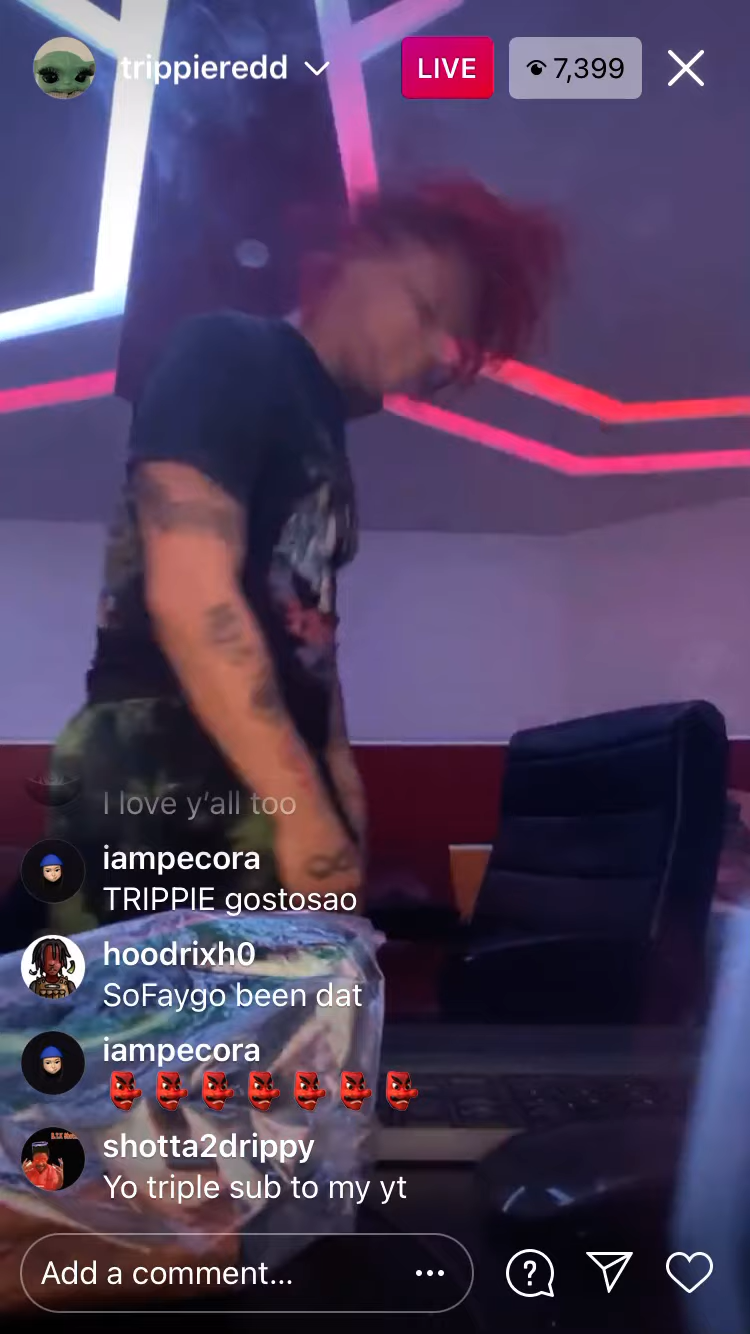 trippieredd
LIVE
7,399
I love y'all too
iampecora
TRIPPIE gostosao
hoodrixh0
SoFaygo been dat
iampecora
👺 👺 👺 👺 👺 👺 👺
shotta2drippy
Yo triple sub to my yt
Add a comment...